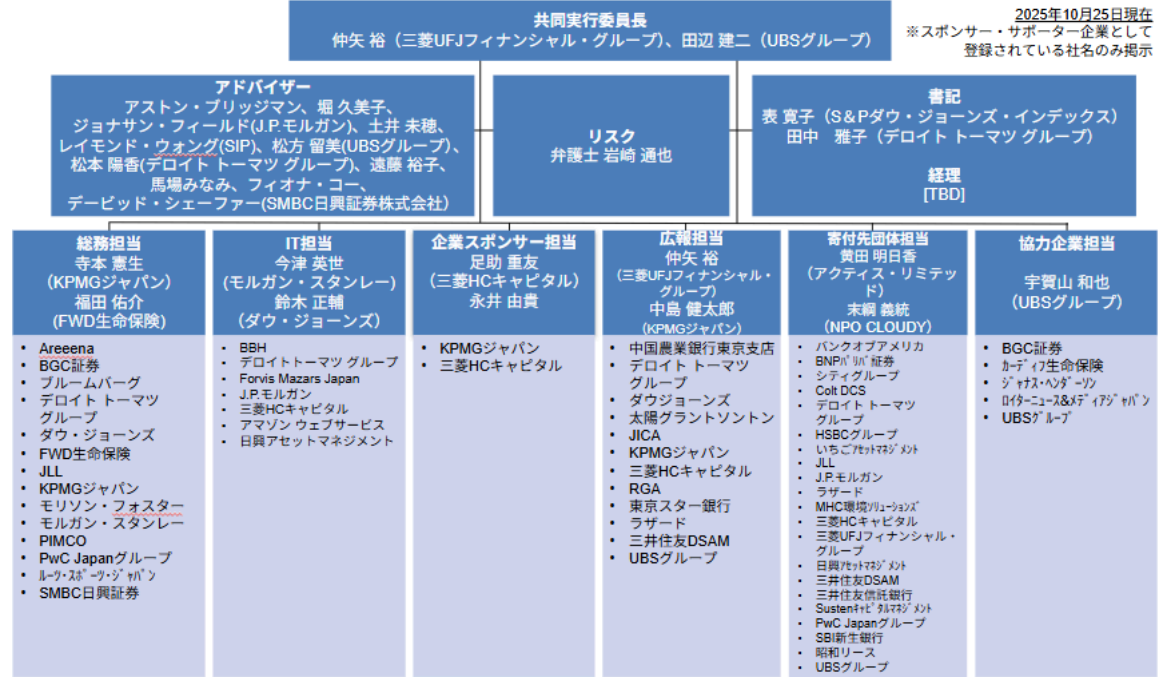 共同実行委員長
仲矢 裕（三菱UFJフィナンシャル・グループ）、田辺 建二（UBSグループ）
2025年10月25日現在
※スポンサー・サポーター企業として
登録されている社名のみ掲示
アドバイザー
アストン・ブリッジマン、堀 久美子、
ジョナサン・フィールド(J.P.モルガン)、土井 未穂、
レイモンド・ウォング(SIP)、松方 留美(UBSグループ)、
松本 陽香(デロイト トーマツ グループ)、遠藤 裕子、
馬場みなみ、フィオナ・コー、
デービッド・シェーファー(SMBC日興証券株式会社）
リスク
弁護士 岩崎 通也
書記
表 寛子（S＆Pダウ・ジョーンズ・インデックス）
田中　雅子（デロイト トーマツ グループ）
経理
[TBD]
総務担当
寺本 憲生
（KPMGジャパン）
福田 佑介
(FWD生命保険)
• Areeena
• BGC証券
• ブルームバーグ
• デロイト トーマツ
グループ
• ダウ・ジョーンズ
• FWD生命保険
• JLL
• KPMGジャパン
• モリソン・フォスター
• モルガン・スタンレー
• PIMCO
• PwC Japanグループ
• ﾙｰﾂ・ｽﾎﾟｰﾂ・ｼﾞｬﾊﾟﾝ
• SMBC日興証券
IT担当
今津 英世
(モルガン・スタンレー)
鈴木 正輔
（ダウ・ジョーンズ）
• BBH
• デロイトトーマツ グループ
• Forvis Mazars Japan
• J.P.モルガン
• 三菱HCキャピタル
• アマゾン ウェブサービス
• 日興アセットマネジメント
企業スポンサー担当
足助 重友
（三菱HCキャピタル）
永井 由貴
• KPMGジャパン
• 三菱HCキャピタル
広報担当
仲矢 裕
（三菱UFJフィナンシャル・
グループ）
中島 健太郎
（KPMGジャパン）
• 中国農業銀行東京支店
• デロイト トーマツ
グループ
• ダウジョーンズ
• 太陽グラントソントン
• JICA
• KPMGジャパン
• 三菱HCキャピタル
• RGA
• 東京スター銀行
• ラザード
• 三井住友DSAM
• UBSグループ
寄付先団体担当
黄田 明日香
（アクティス・リミテッ
ド）
末綱 義統
（NPO CLOUDY）
• バンクオブアメリカ
• BNPﾊﾟﾘﾊﾞ証券
• シティグループ
• Colt DCS
• デロイト トーマツ
グループ
• HSBCグループ
• いちごｱｾｯﾄﾏﾈｼﾞﾒﾝﾄ
• JLL
• J.P.モルガン
• ラザード
• MHC環境ｿﾘｭｰｼｮﾝｽﾞ
• 三菱HCキャピタル
• 三菱UFJフィナンシャル・
グループ
• 日興ｱｾｯﾄﾏﾈｼﾞﾒﾝﾄ
• 三井住友DSAM
• 三井住友信託銀行
• Sustenｷｬﾋﾟﾀﾙﾏﾈｼﾞﾒﾝﾄ
• PwC Japanグループ
• SBI新生銀行
• 昭和リース
• UBSグループ
協力企業担当
宇賀山 和也
（UBSグループ）
• BGC証券
• ｶｰﾃﾞｨﾌ生命保険
• ｼﾞｬﾅｽ・ﾍﾝﾀﾞｰｿﾝ
• ﾛｲﾀｰﾆｭｰｽ&ﾒﾃﾞｨｱｼﾞｬﾊﾟﾝ
• UBSｸﾞﾙｰﾌﾟ